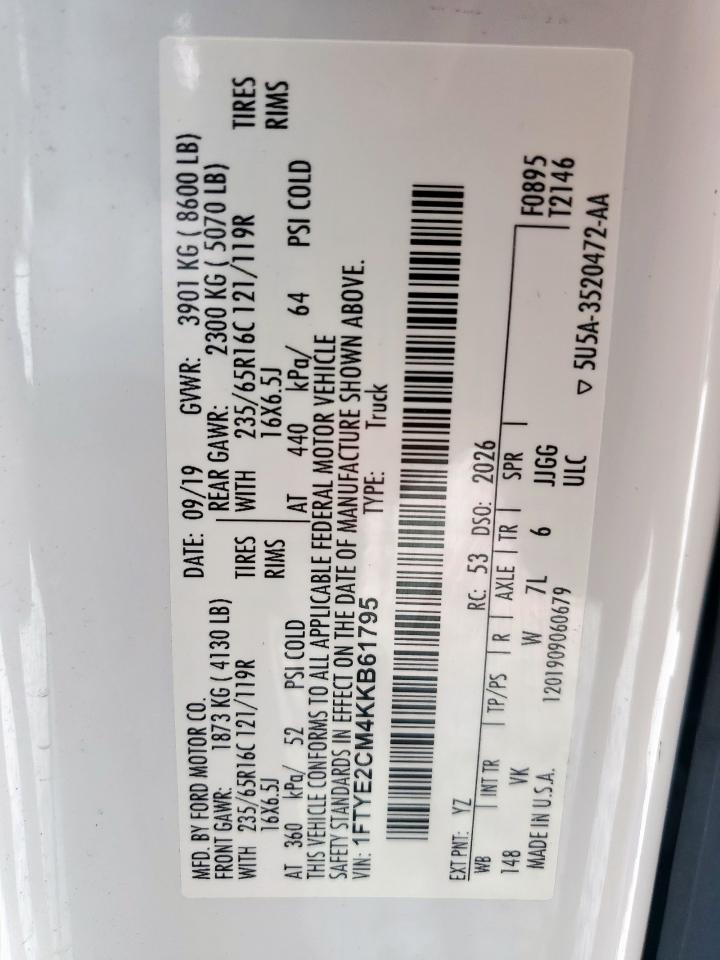 MFD. BY FORD MOTOR CO. DATE: 09/19 GVWR: 3901 KG ( 8600 LB)
FRONT GAWR: 1873 KG ( 4130 LB) REAR GAWR: 2300 KG ( 5070 LB)
WITH 235/65R16C 121/119R TIRES WITH 235/65R16C 121/119R TIRES
16X6.5J RIMS 16X6.5J RIMS
AT 360 kPa/ 52 PSI COLD AT 440 kPa/ 64 PSI COLD
THIS VEHICLE CONFORMS TO ALL APPLICABLE FEDERAL MOTOR VEHICLE
SAFETY STANDARDS IN EFFECT ON THE DATE OF MANUFACTURE SHOWN ABOVE.
VIN: 1FTYE2CM4KKB61795 TYPE: Truck
EXT PNT: YZ RC: 53 DSO: 2026
WB INT TR TP/PS R AXLE TR SPR F0895
148 VK W 7L 6 JJGG T2146
MADE IN U.S.A. 1201909060679 ULC
▽ 5U5A-3520472-AA